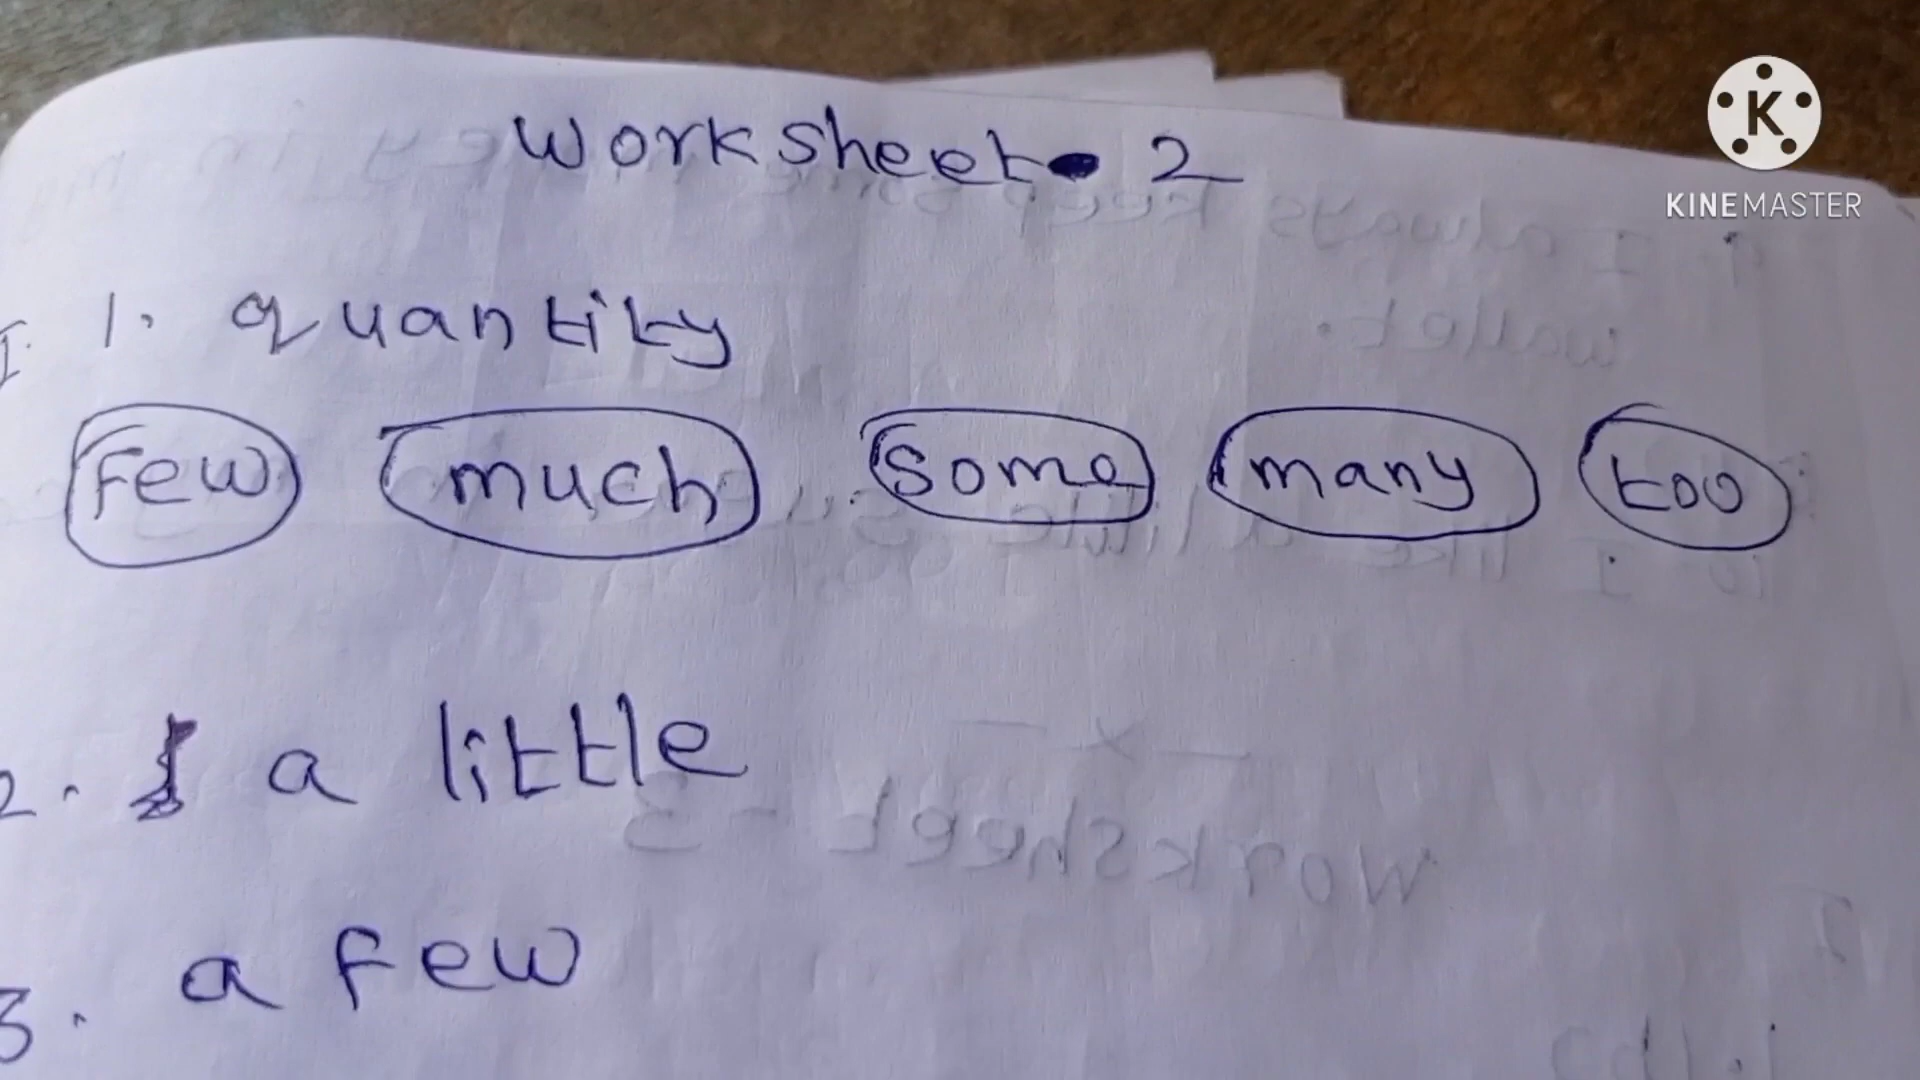 Worksheet - 2
K
KINEMASTER
I. 1. quantity
Few much some many too
2. a little
3. a few